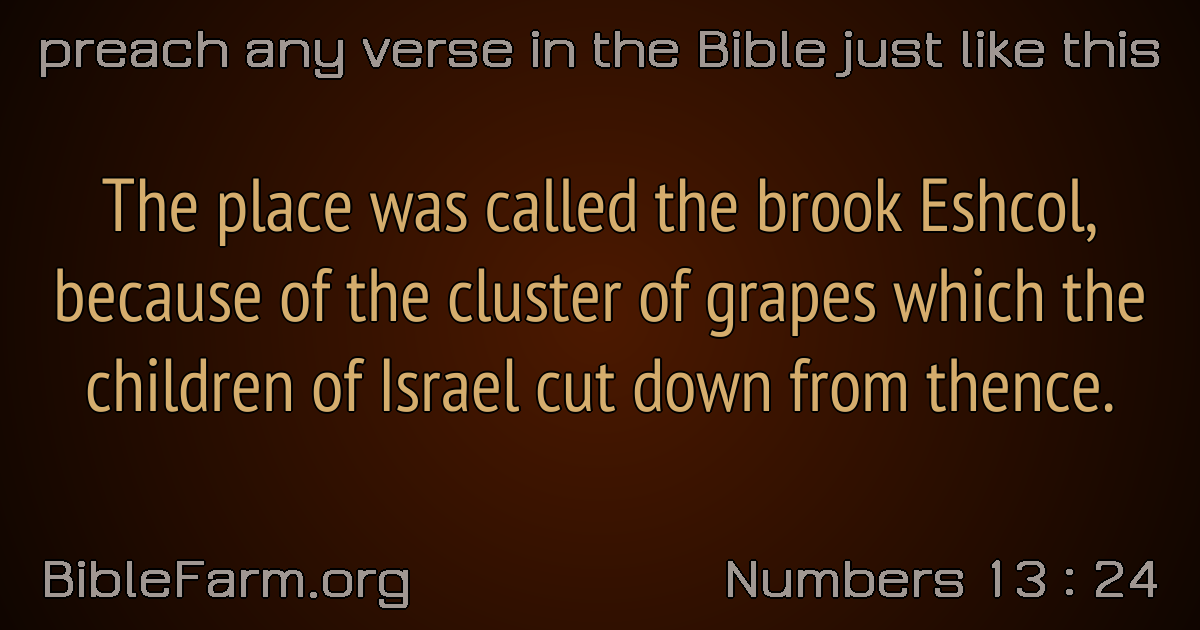 preach any verse in the Bible just like this
The place was called the brook Eshcol,
because of the cluster of grapes which the
children of Israel cut down from thence.
BibleFarm.org
Numbers 13 : 24